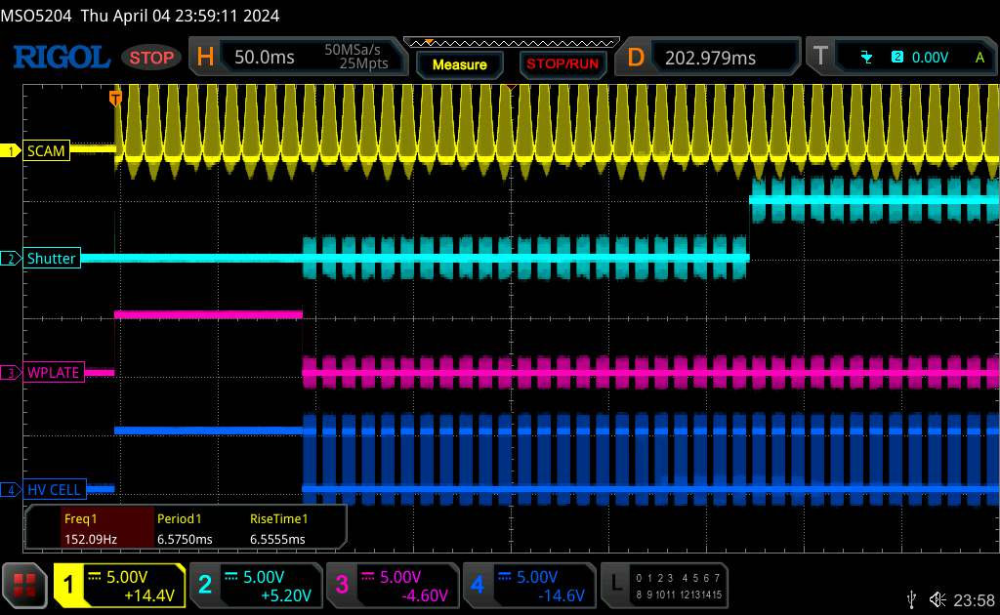 MSO5204 Thu April 04 23:59:11 2024
RIGOL STOP H 50.0ms 50MSa/s 25Mpts Measure STOP/RUN D 202.979ms T 2 0.00V A
T
1 SCAM
2 Shutter
3 WPLATE
4 HV CELL
Freq1 Period1 RiseTime1
152.09Hz 6.5750ms 6.5555ms
1 5.00V +14.4V 2 5.00V +5.20V 3 5.00V -4.60V 4 5.00V -14.6V L 0 1 2 3 4 5 6 7
8 9 10 11 12 13 14 15
23:58